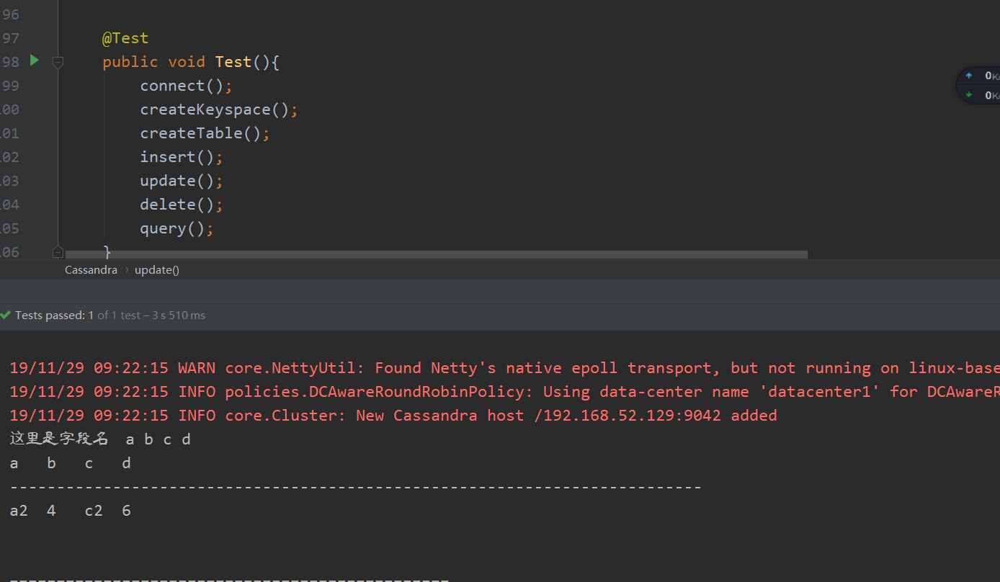 96
97 @Test
98 public void Test(){
99 connect();
00 createKeyspace();
01 createTable();
02 insert();
03 update();
04 delete();
05 query();
06 }
0K
0K
Cassandra › update()
Tests passed: 1 of 1 test – 3 s 510 ms
19/11/29 09:22:15 WARN core.NettyUtil: Found Netty's native epoll transport, but not running on linux-base
19/11/29 09:22:15 INFO policies.DCAwareRoundRobinPolicy: Using data-center name 'datacenter1' for DCAwareR
19/11/29 09:22:15 INFO core.Cluster: New Cassandra host /192.168.52.129:9042 added
这里是字段名 a b c d
a b c d
--------------------------------------------------------------------------
a2 4 c2 6
-----------------------------------------------